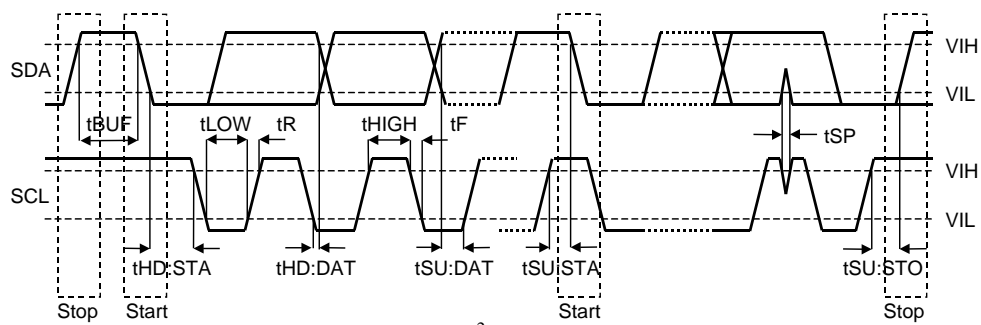 VIH
SDA
VIL
tBUF tLOW tR tHIGH tF tSP
VIH
SCL
VIL
tHD:STA tHD:DAT tSU:DAT tSU:STA tSU:STO
Stop Start Start Stop